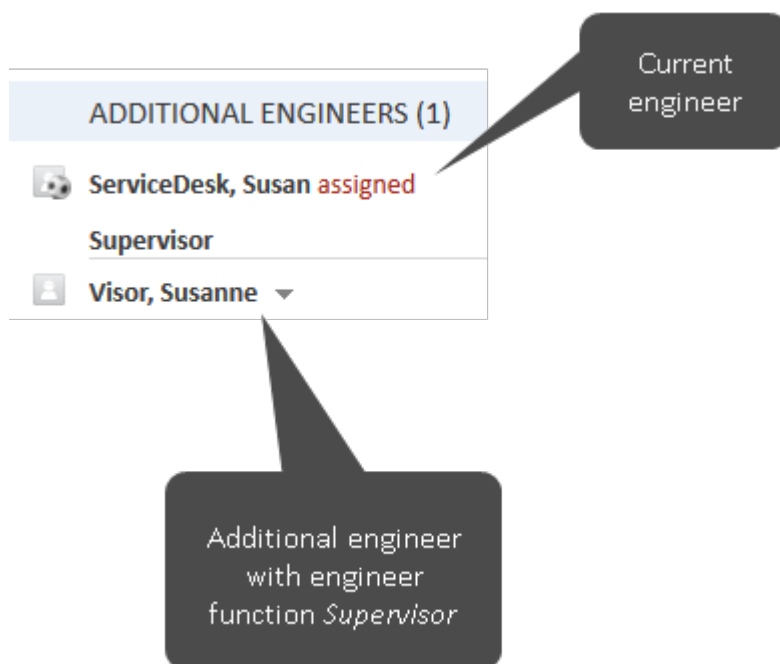 Current
engineer
ADDITIONAL ENGINEERS (1)
ServiceDesk, Susan assigned
Supervisor
Visor, Susanne
Additional engineer
with engineer
function Supervisor